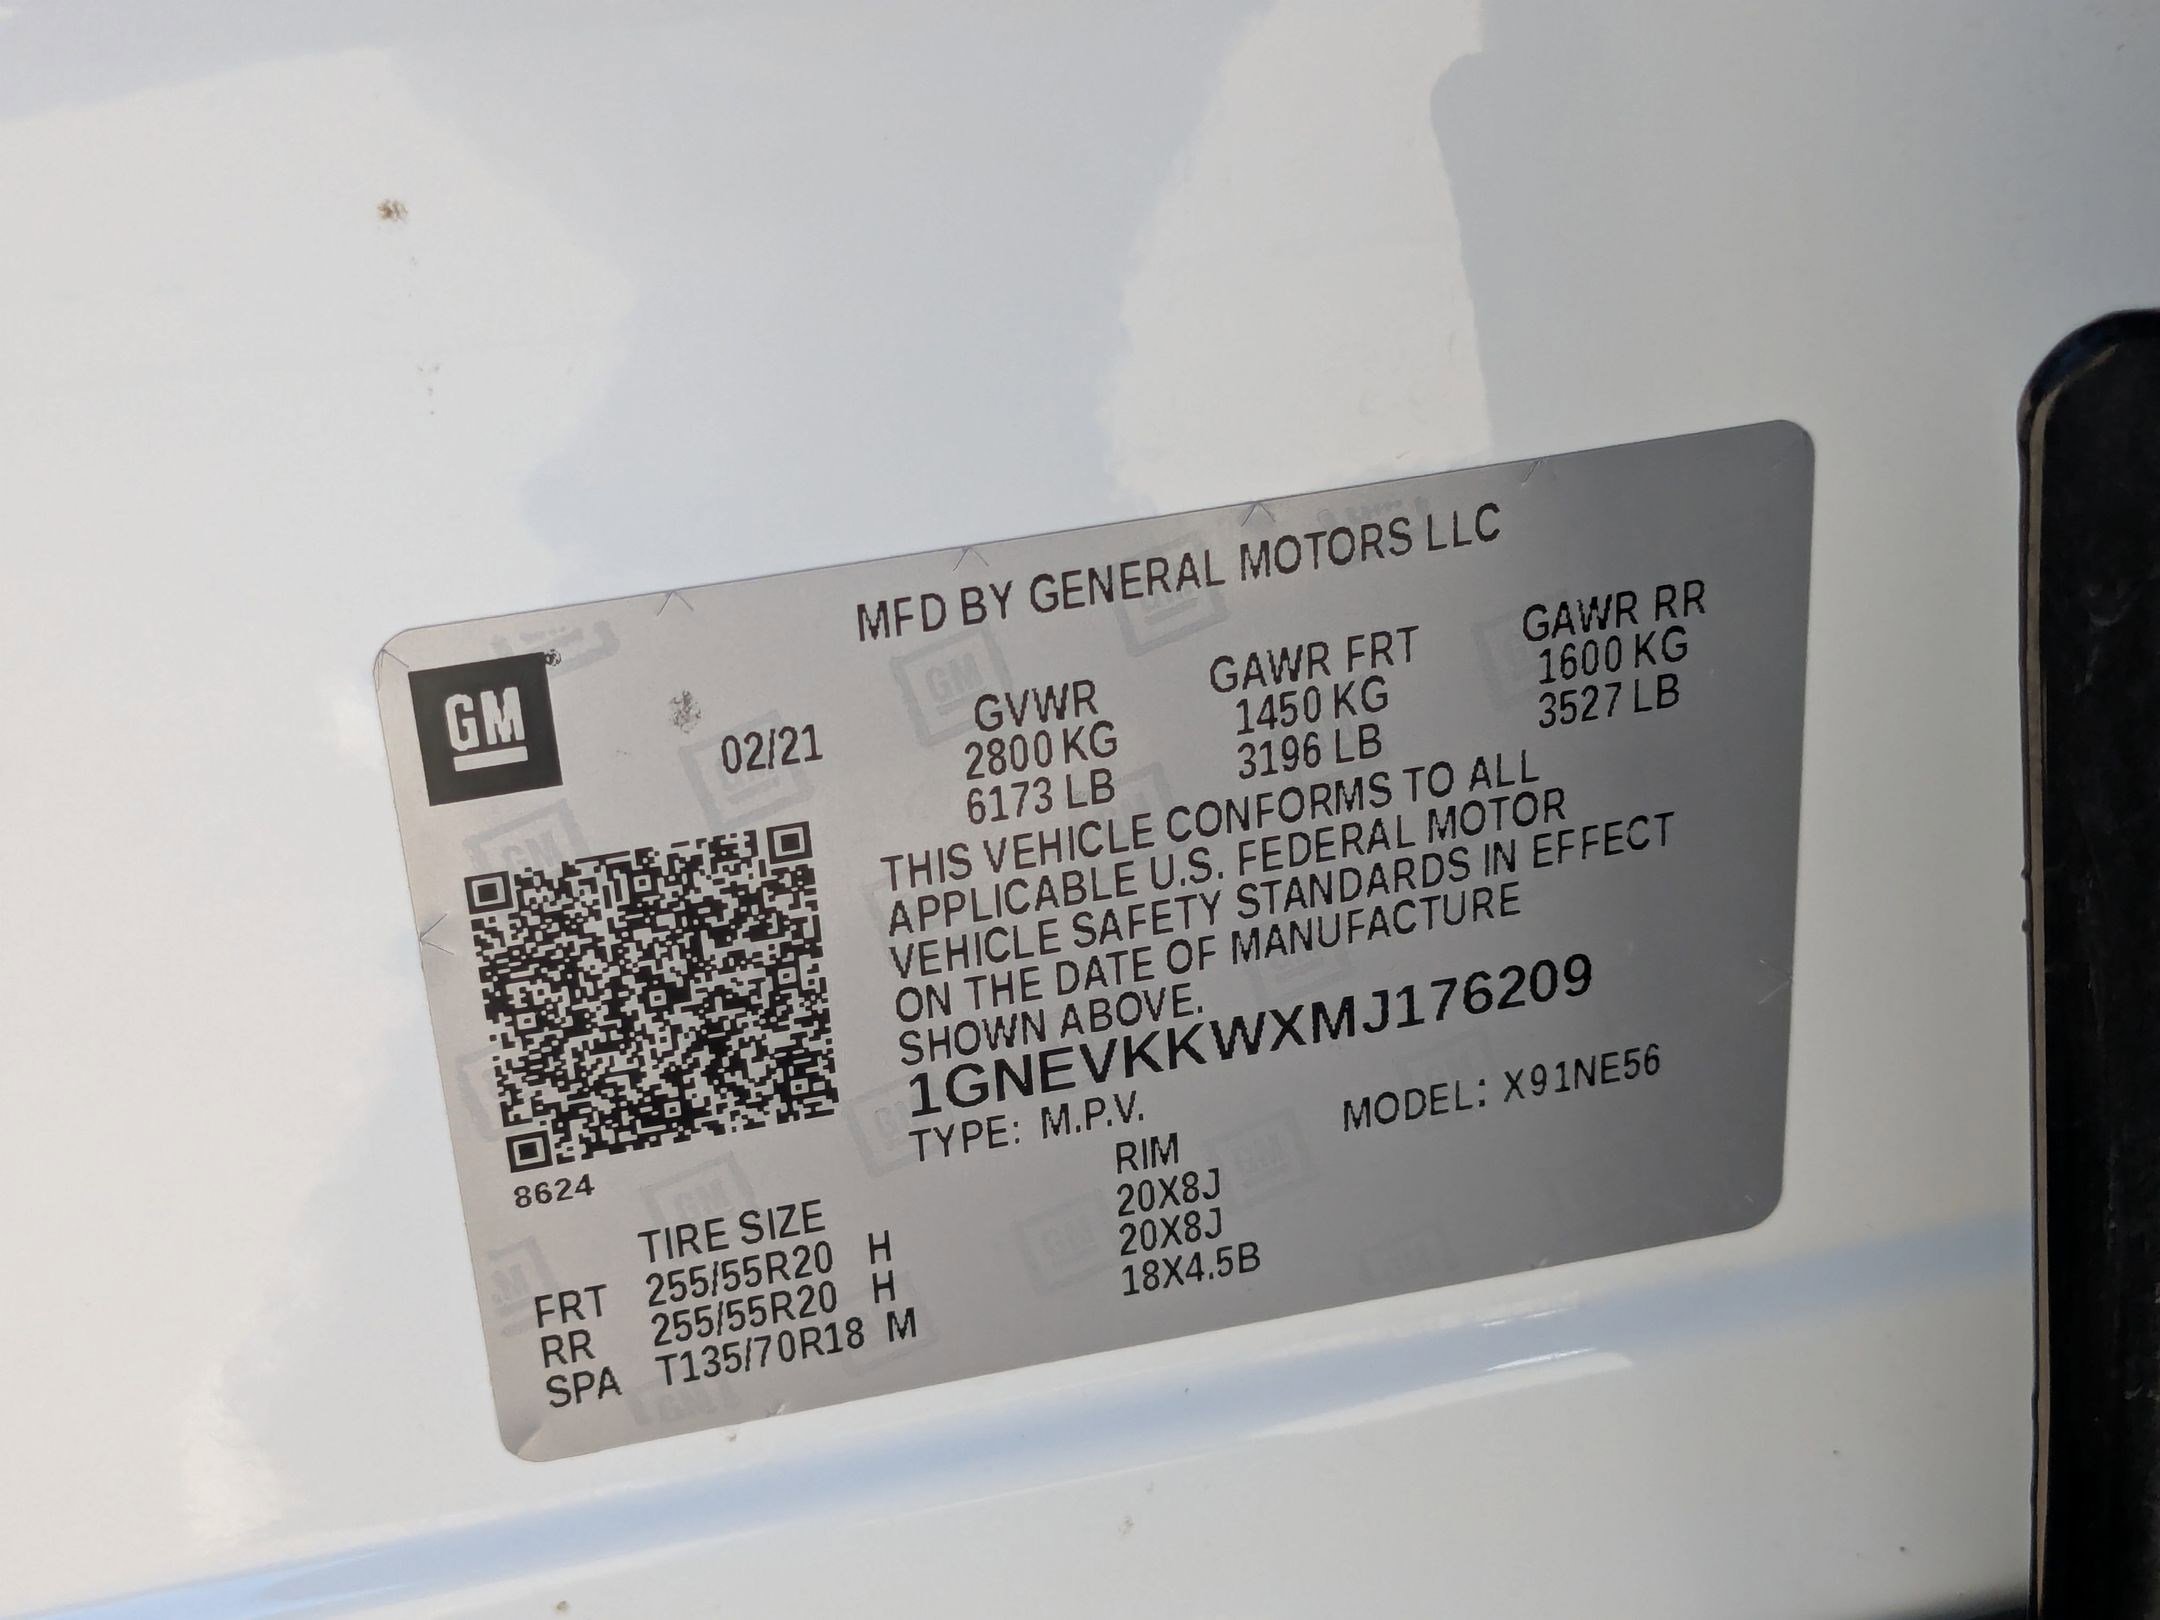 MFD BY GENERAL MOTORS LLC
GM
02/21
GVWR GAWR FRT GAWR RR
2800 KG 1450 KG 1600 KG
6173 LB 3196 LB 3527 LB
THIS VEHICLE CONFORMS TO ALL
APPLICABLE U.S. FEDERAL MOTOR
VEHICLE SAFETY STANDARDS IN EFFECT
ON THE DATE OF MANUFACTURE
SHOWN ABOVE.
1GNEVKKWXMJ176209
TYPE: M.P.V. MODEL: X91NE56
8624
TIRE SIZE RIM
FRT 255/55R20 H 20X8J
RR 255/55R20 H 20X8J
SPA T135/70R18 M 18X4.5B